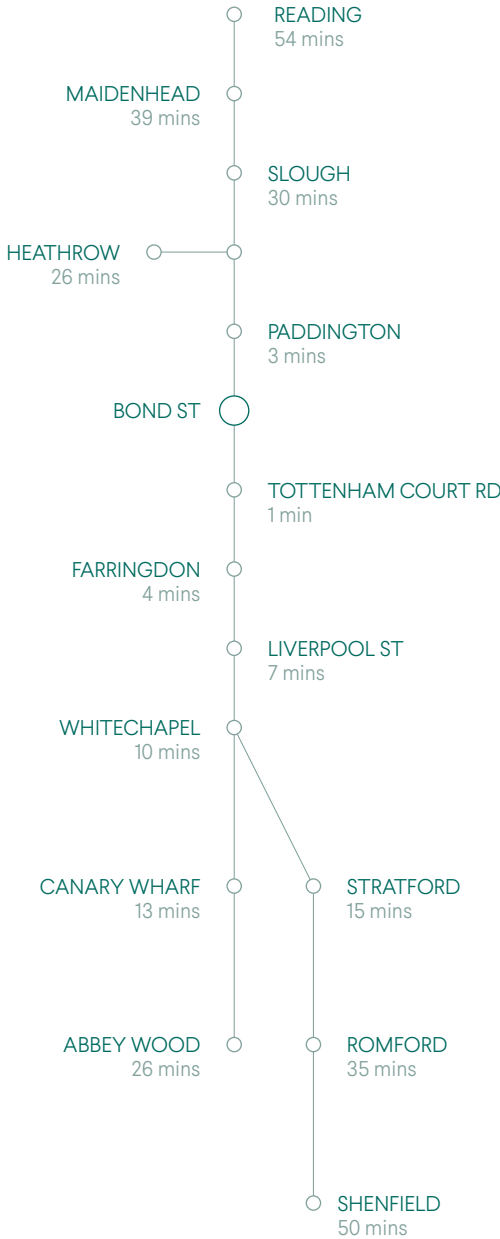 READING
54 mins
MAIDENHEAD
39 mins
SLOUGH
30 mins
HEATHROW
26 mins
PADDINGTON
3 mins
BOND ST
TOTTENHAM COURT RD
1 min
FARRINGDON
4 mins
LIVERPOOL ST
7 mins
WHITECHAPEL
10 mins
CANARY WHARF
13 mins
STRATFORD
15 mins
ABBEY WOOD
26 mins
ROMFORD
35 mins
SHENFIELD
50 mins